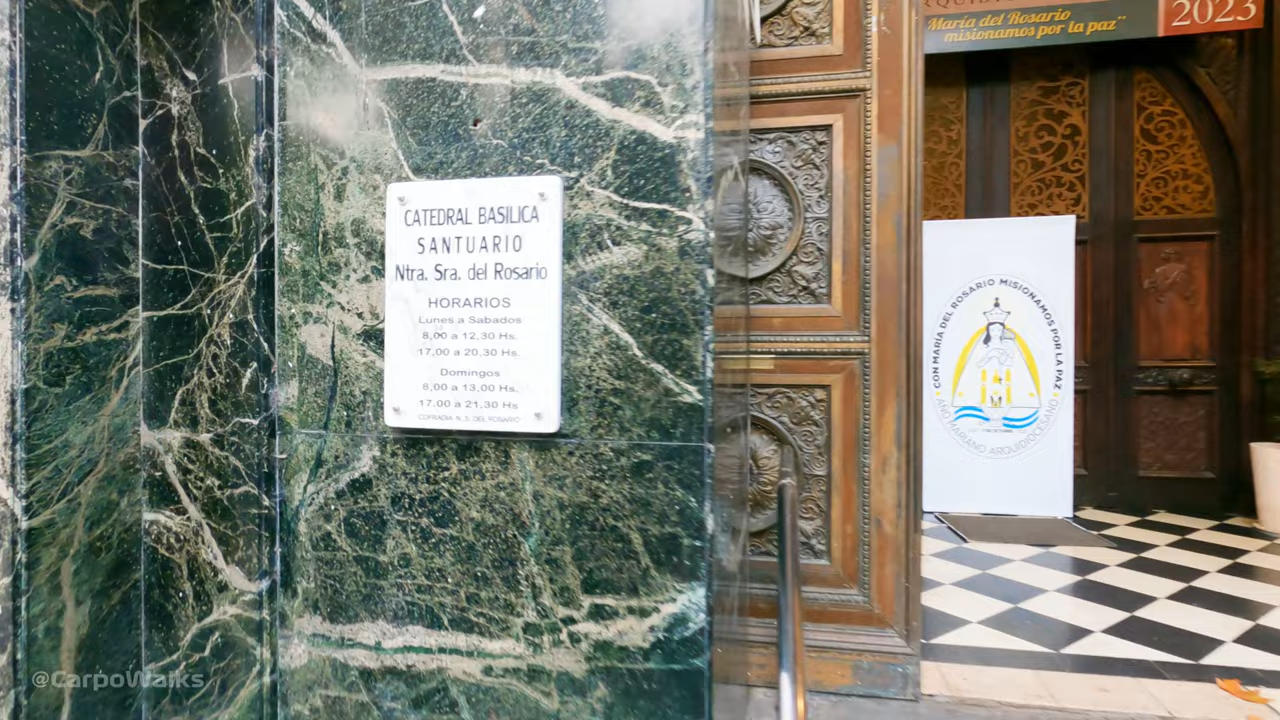 CATEDRAL BASILICA
SANTUARIO
Ntra. Sra. del Rosario
HORARIOS
Lunes a Sabados
8,00 a 12,30 Hs.
17,00 a 20,30 Hs.
Domingos
8,00 a 13,00 Hs.
17,00 a 21,30 Hs
COFRADIA N. S. DEL ROSARIO
María del Rosario
misionamos por la paz"
2023
CON MARÍA DEL ROSARIO MISIONAMOS POR LA PAZ
AÑO MARIANO ARQUIDIOCESANO
@CarpoWalks